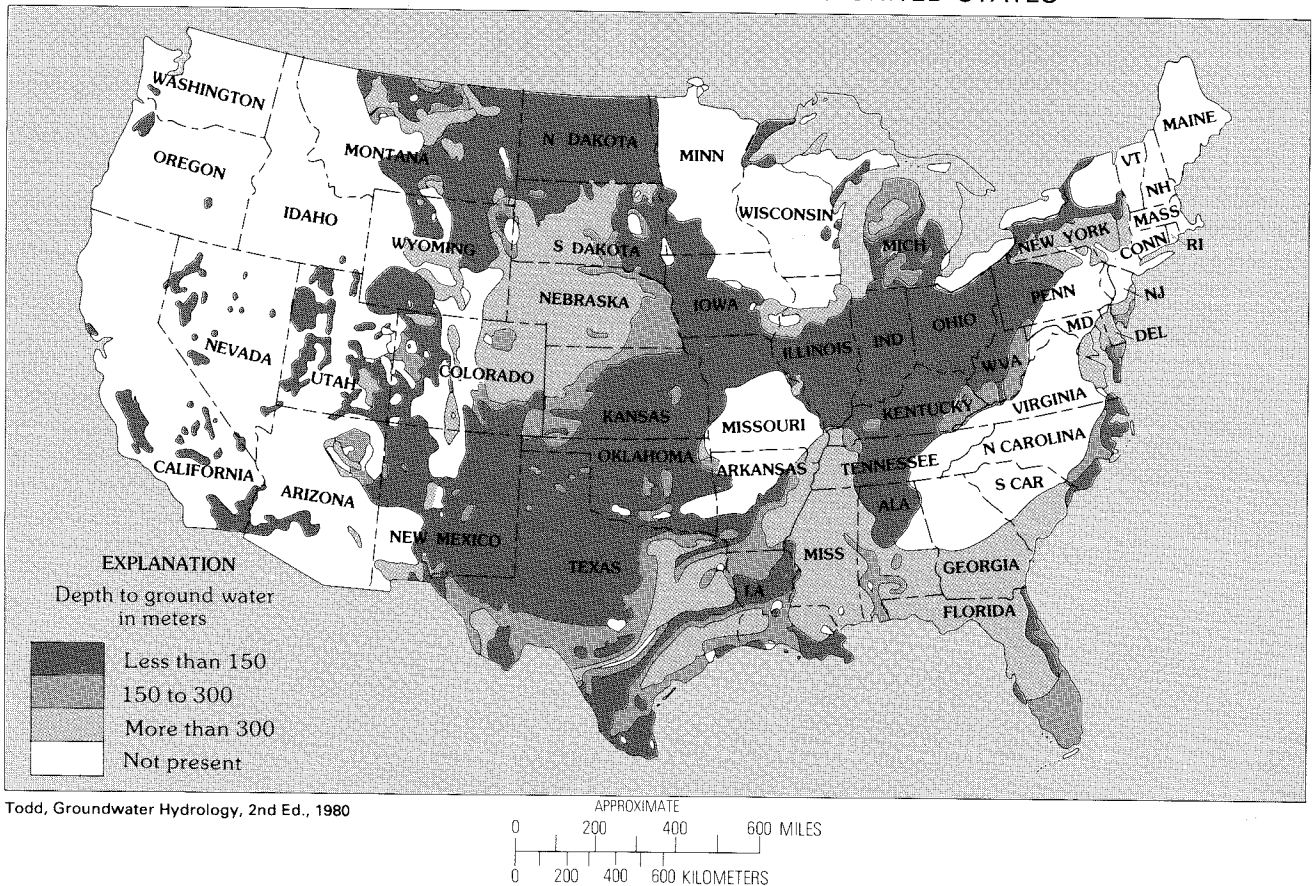 UNITED STATES
WASHINGTON
MONTANA
N DAKOTA
MINN
MAINE
OREGON
IDAHO
WYOMING
S DAKOTA
WISCONSIN
MICH
NEW YORK
VT
NH
MASS
CONN
RI
NEVADA
UTAH
COLORADO
NEBRASKA
IOWA
ILLINOIS
IND
OHIO
PENN
NJ
MD
DEL
WVA
VIRGINIA
KANSAS
MISSOURI
KENTUCKY
CALIFORNIA
ARIZONA
NEW MEXICO
OKLAHOMA
ARKANSAS
TENNESSEE
N CAROLINA
S CAR
TEXAS
LA
MISS
ALA
GEORGIA
FLORIDA
EXPLANATION
Depth to ground water
in meters
Less than 150
150 to 300
More than 300
Not present
Todd, Groundwater Hydrology, 2nd Ed., 1980
APPROXIMATE
0 200 400 600 MILES
0 200 400 600 KILOMETERS